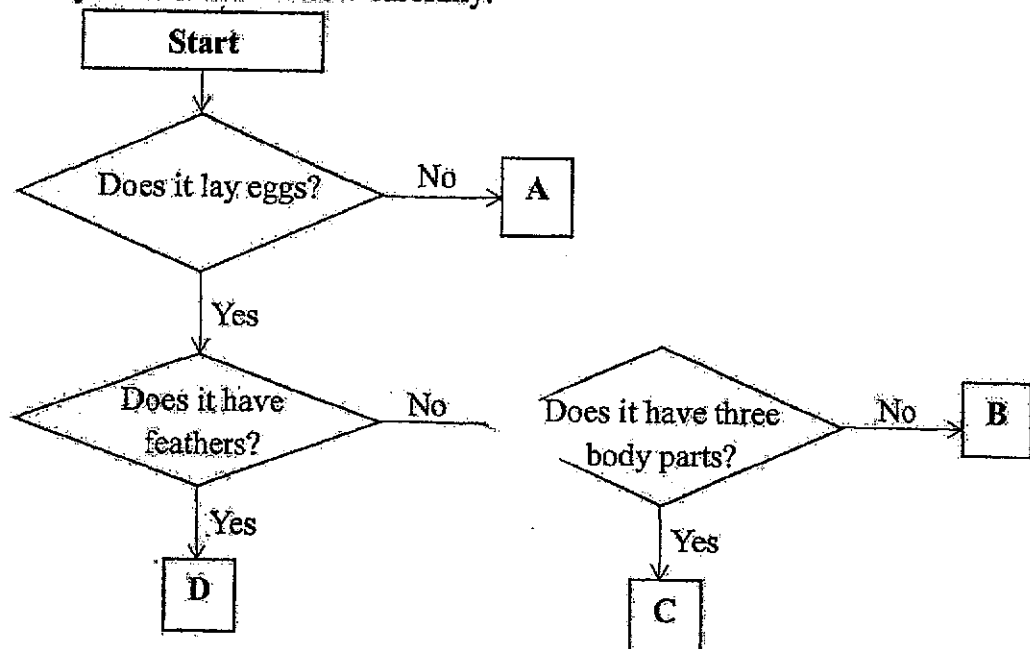 carefully.
Start
Does it lay eggs?
No
A
Yes
Does it have
feathers?
No
Does it have three
body parts?
No
B
Yes
D
Yes
C